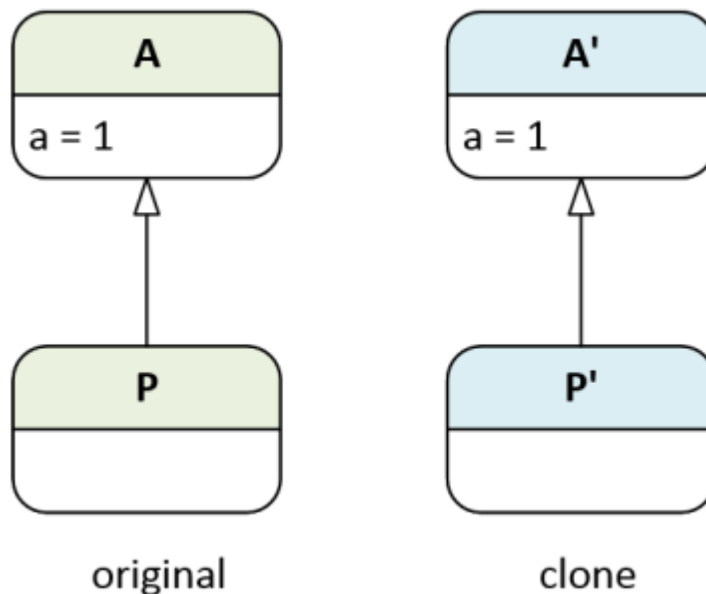 A
a = 1
P
original
A'
a = 1
P'
clone